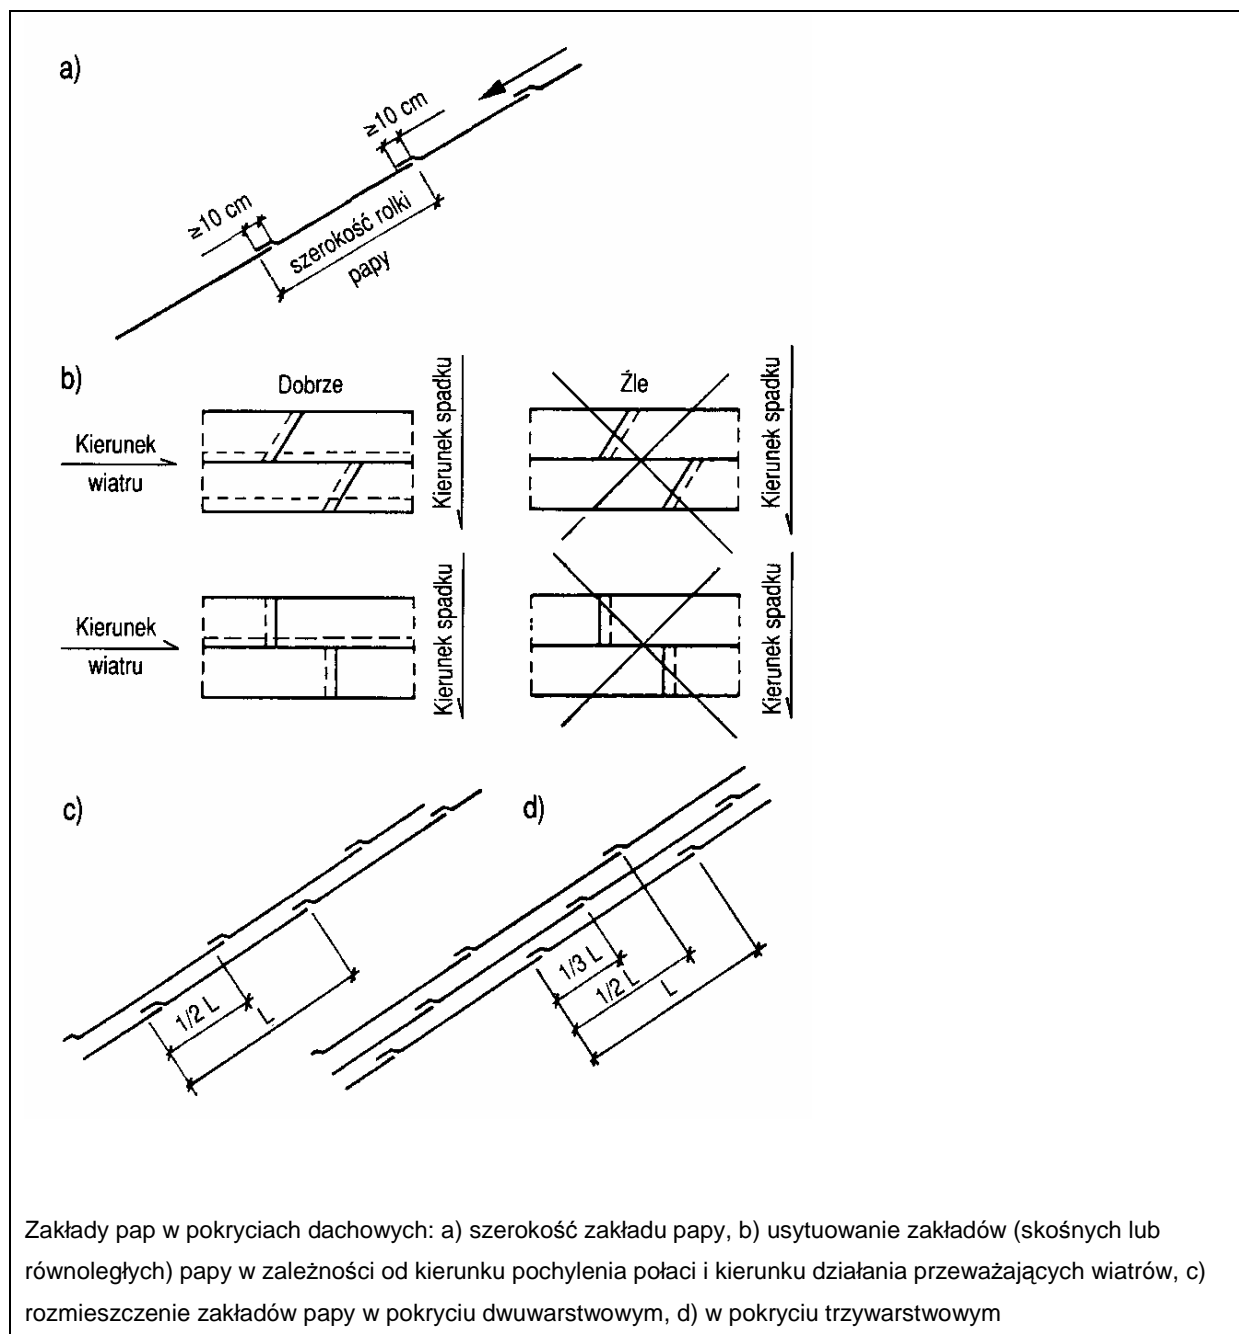 a)
≥10 cm
≥10 cm
szerokość rolki
papy
b)
Dobrze
Źle
Kierunek
wiatru
Kierunek spadku
Kierunek spadku
Kierunek
wiatru
Kierunek spadku
Kierunek spadku
c)
d)
1/2 L
L
1/3 L
1/2 L
L
Zakłady pap w pokryciach dachowych: a) szerokość zakładu papy, b) usytuowanie zakładów (skośnych lub
równoległych) papy w zależności od kierunku pochylenia połaci i kierunku działania przeważających wiatrów, c)
rozmieszczenie zakładów papy w pokryciu dwuwarstwowym, d) w pokryciu trzywarstwowym